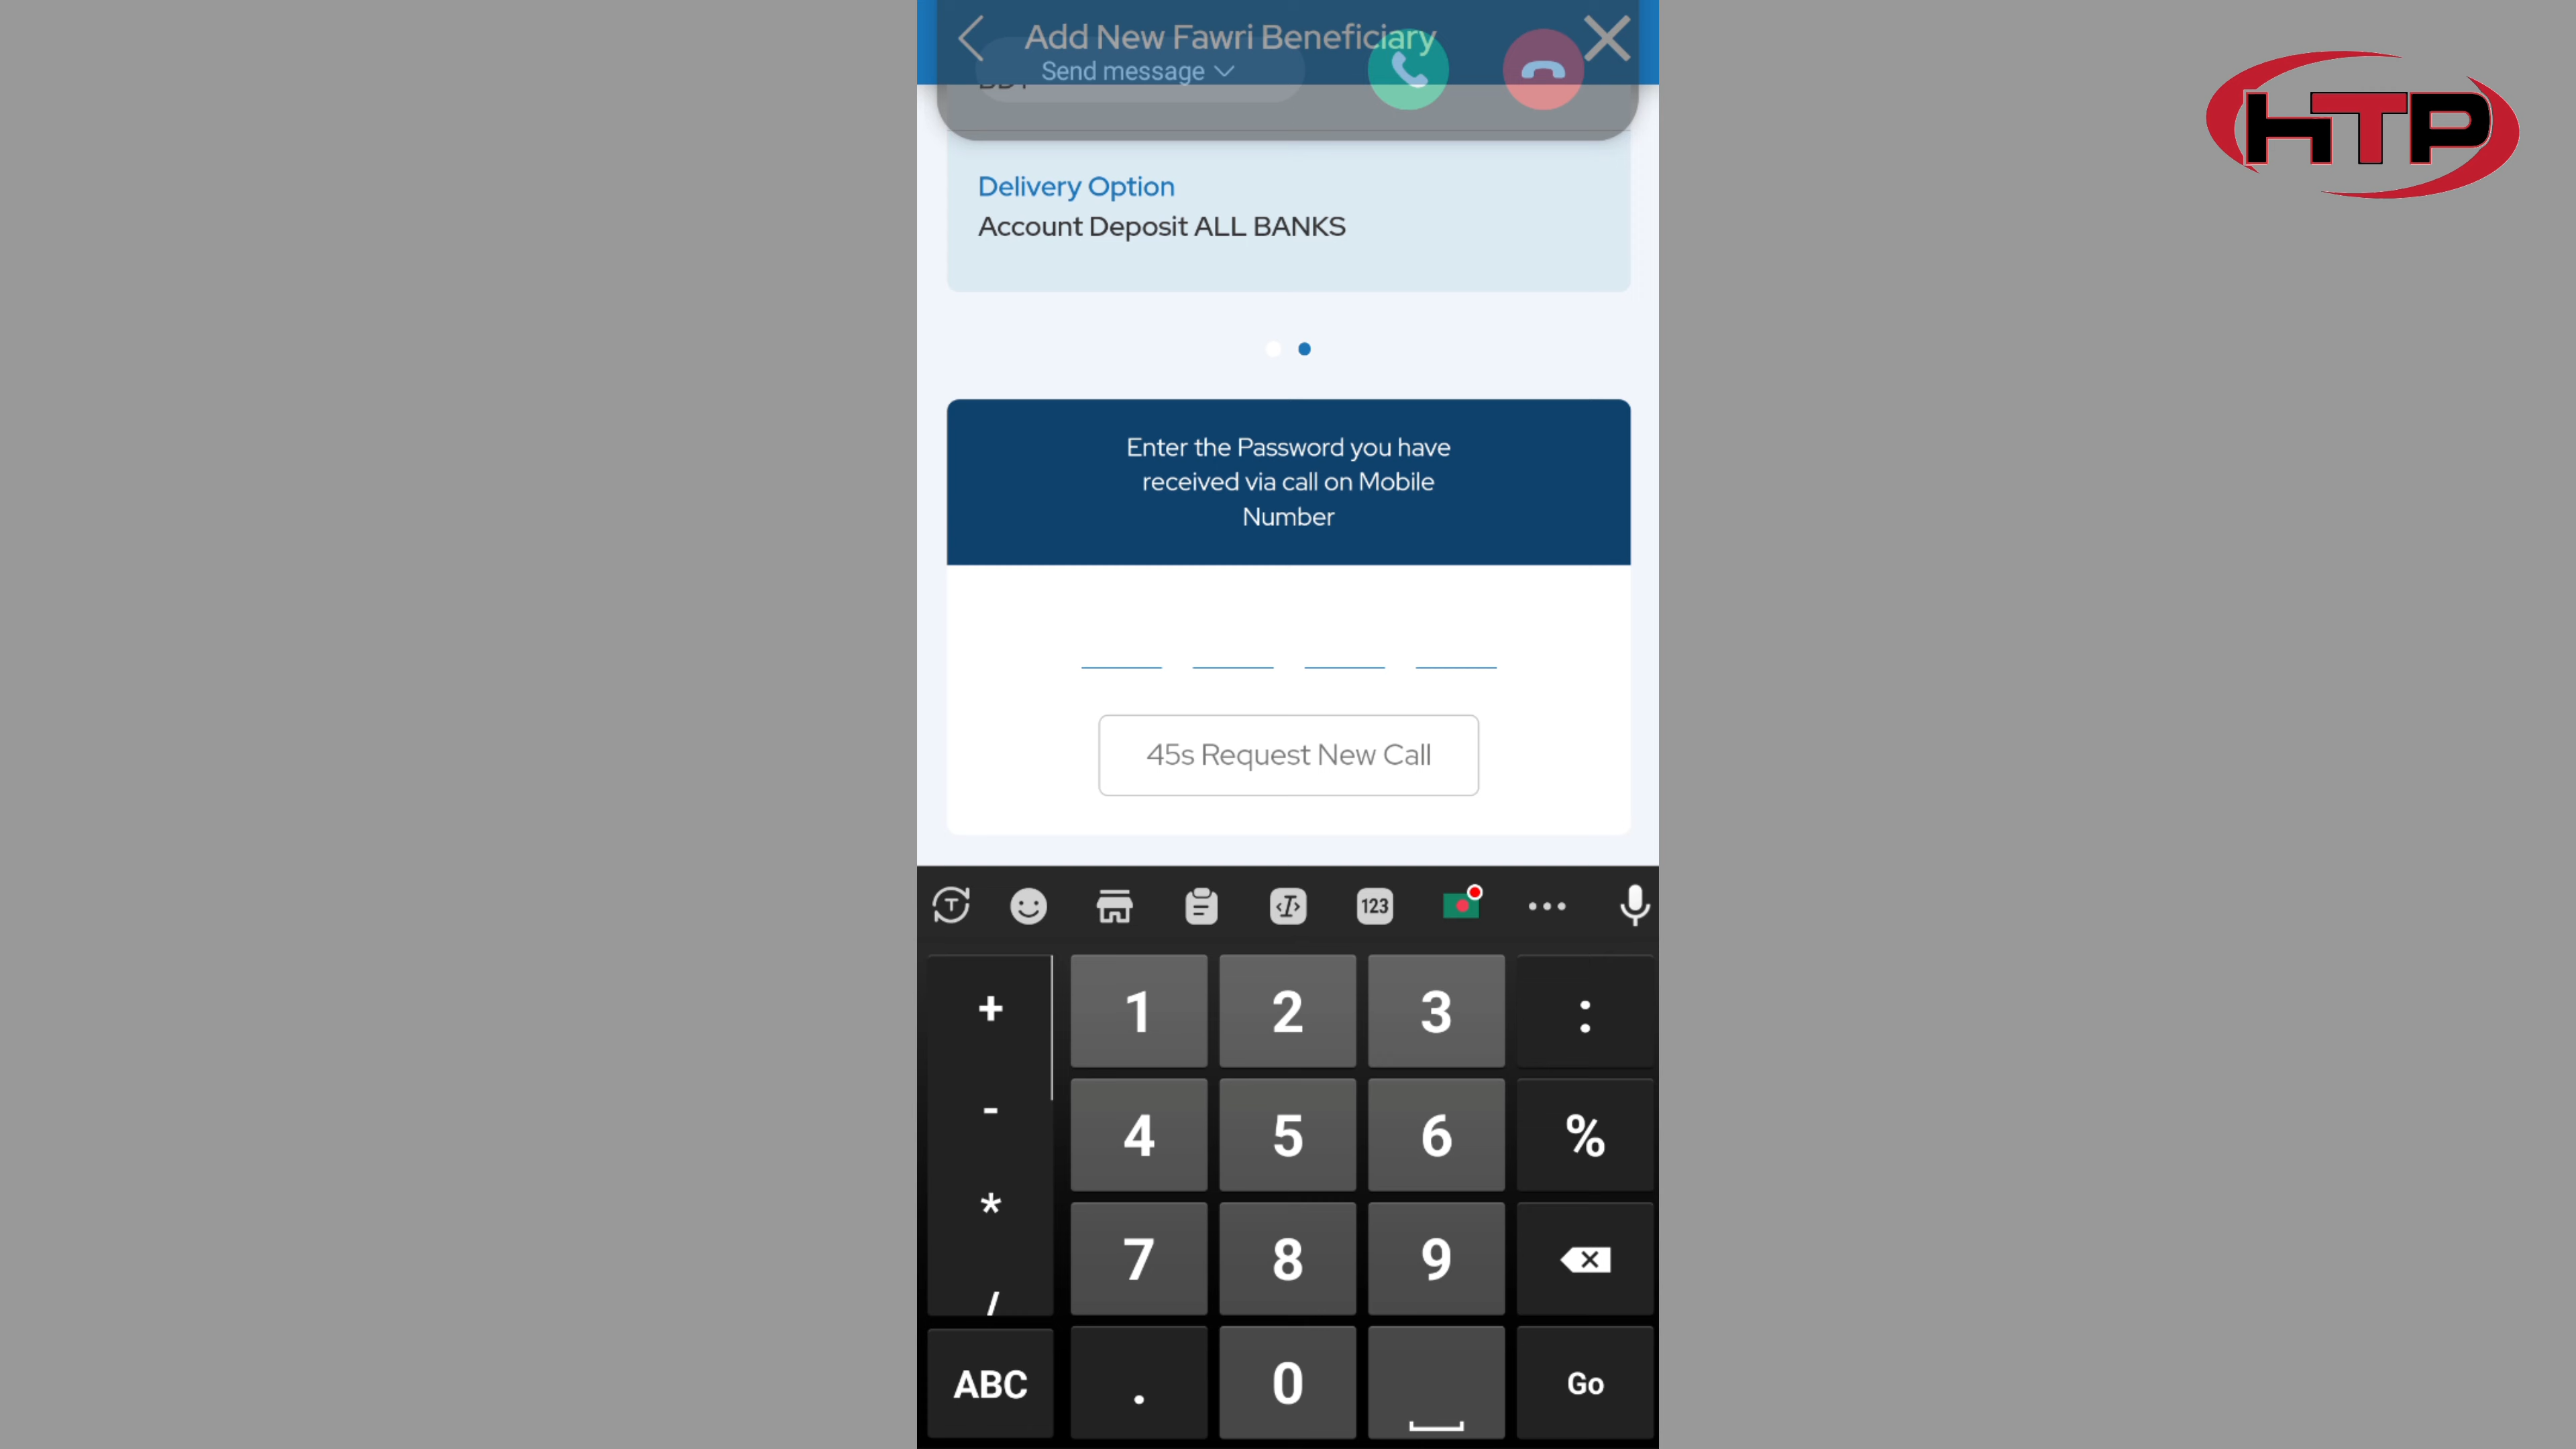 Add New Fawri Beneficiary
Send message
HTP
Delivery Option
Account Deposit ALL BANKS
Enter the Password you have
received via call on Mobile
Number
45s Request New Call
T
123
+ 1 2 3 :
- 4 5 6 %
* 7 8 9
/
ABC . 0 Go